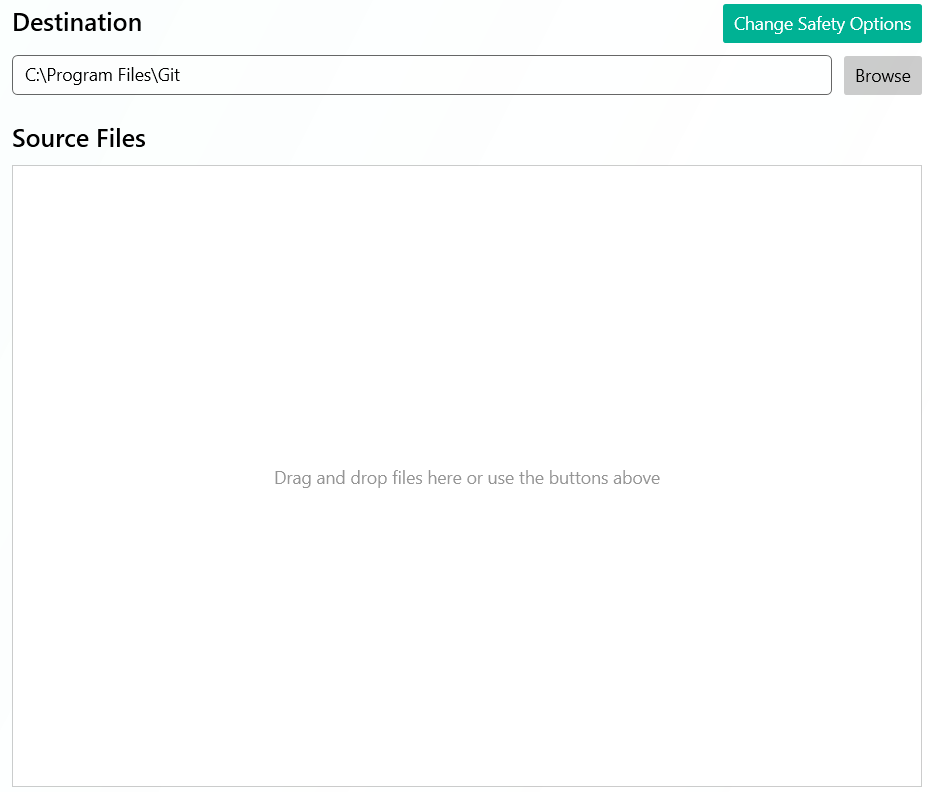 Destination
Change Safety Options
C:\Program Files\Git
Browse
Source Files
Drag and drop files here or use the buttons above